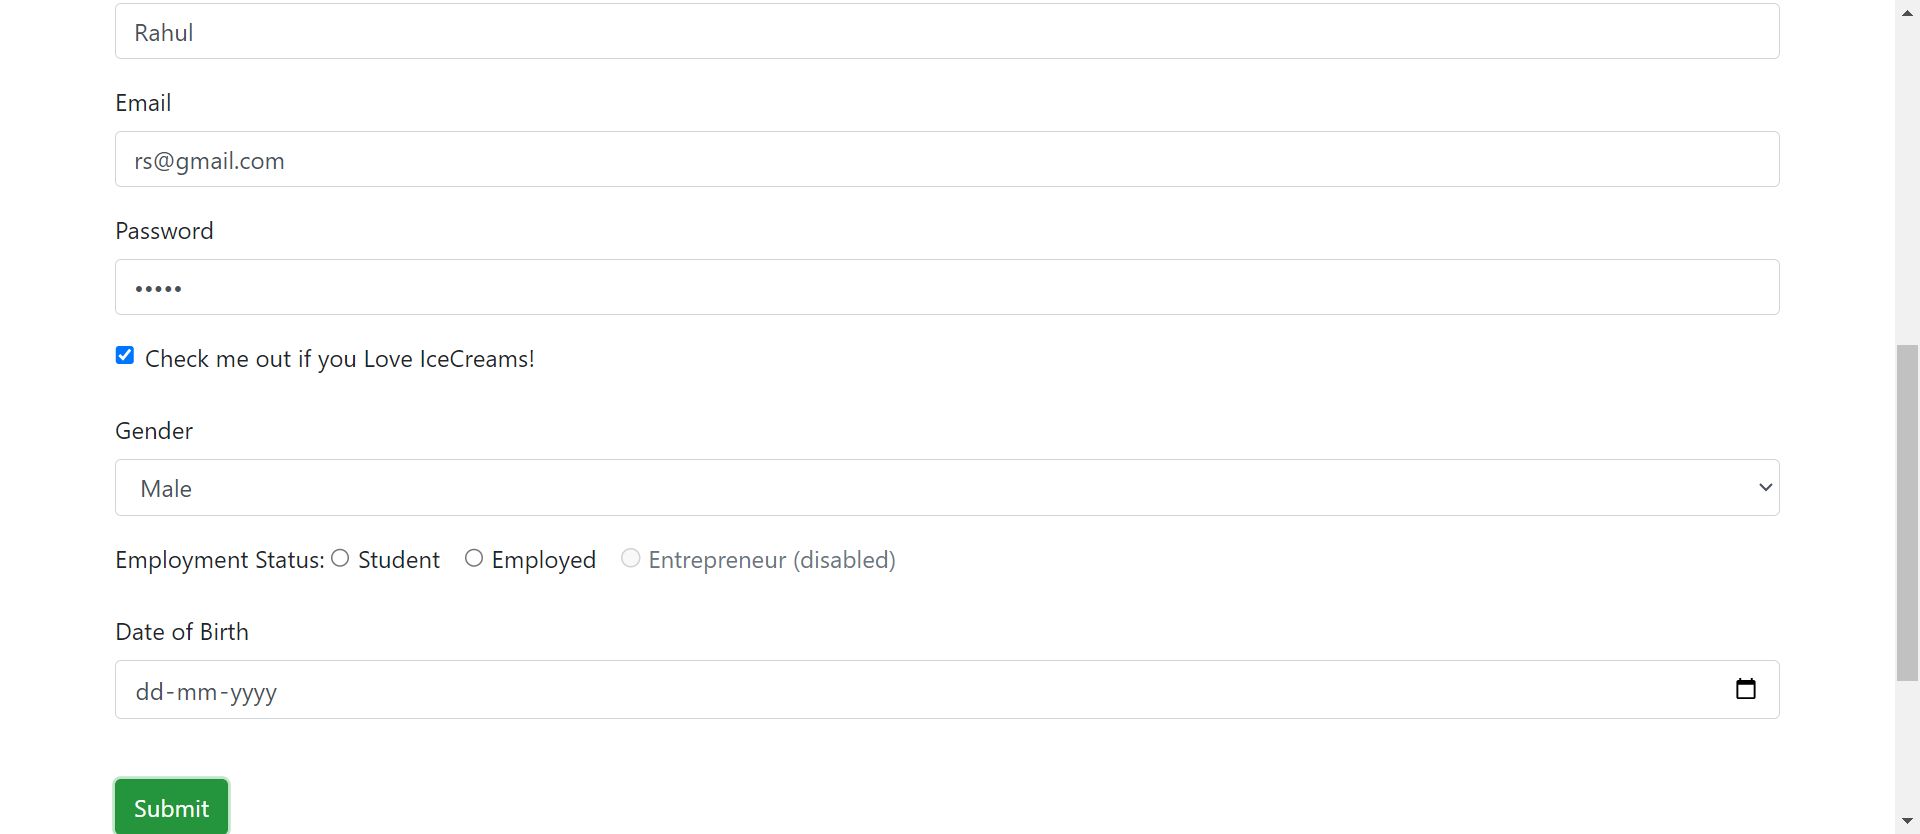 Rahul
Email
rs@gmail.com
Password
•••••
Check me out if you Love IceCreams!
Gender
Male
Employment Status: Student Employed Entrepreneur (disabled)
Date of Birth
dd-mm-yyyy
Submit